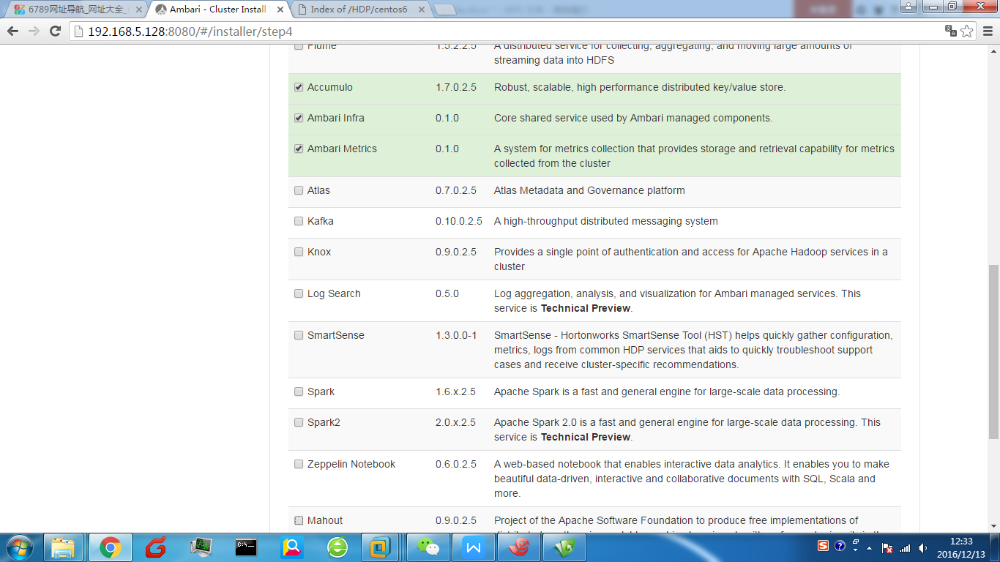 6789网址导航_网址大全_
Ambari - Cluster Install
Index of /HDP/centos6
192.168.5.128:8080/#/installer/step4
Flume 1.5.2.2.5 A distributed service for collecting, aggregating, and moving large amounts of
streaming data into HDFS
Accumulo 1.7.0.2.5 Robust, scalable, high performance distributed key/value store.
Ambari Infra 0.1.0 Core shared service used by Ambari managed components.
Ambari Metrics 0.1.0 A system for metrics collection that provides storage and retrieval capability for metrics
collected from the cluster
Atlas 0.7.0.2.5 Atlas Metadata and Governance platform
Kafka 0.10.0.2.5 A high-throughput distributed messaging system
Knox 0.9.0.2.5 Provides a single point of authentication and access for Apache Hadoop services in a
cluster
Log Search 0.5.0 Log aggregation, analysis, and visualization for Ambari managed services. This
service is Technical Preview.
SmartSense 1.3.0.0-1 SmartSense - Hortonworks SmartSense Tool (HST) helps quickly gather configuration,
metrics, logs from common HDP services that aids to quickly troubleshoot support
cases and receive cluster-specific recommendations.
Spark 1.6.x.2.5 Apache Spark is a fast and general engine for large-scale data processing.
Spark2 2.0.x.2.5 Apache Spark 2.0 is a fast and general engine for large-scale data processing. This
service is Technical Preview.
Zeppelin Notebook 0.6.0.2.5 A web-based notebook that enables interactive data analytics. It enables you to make
beautiful data-driven, interactive and collaborative documents with SQL, Scala and
more.
Mahout 0.9.0.2.5 Project of the Apache Software Foundation to produce free implementations of
12:33
2016/12/13